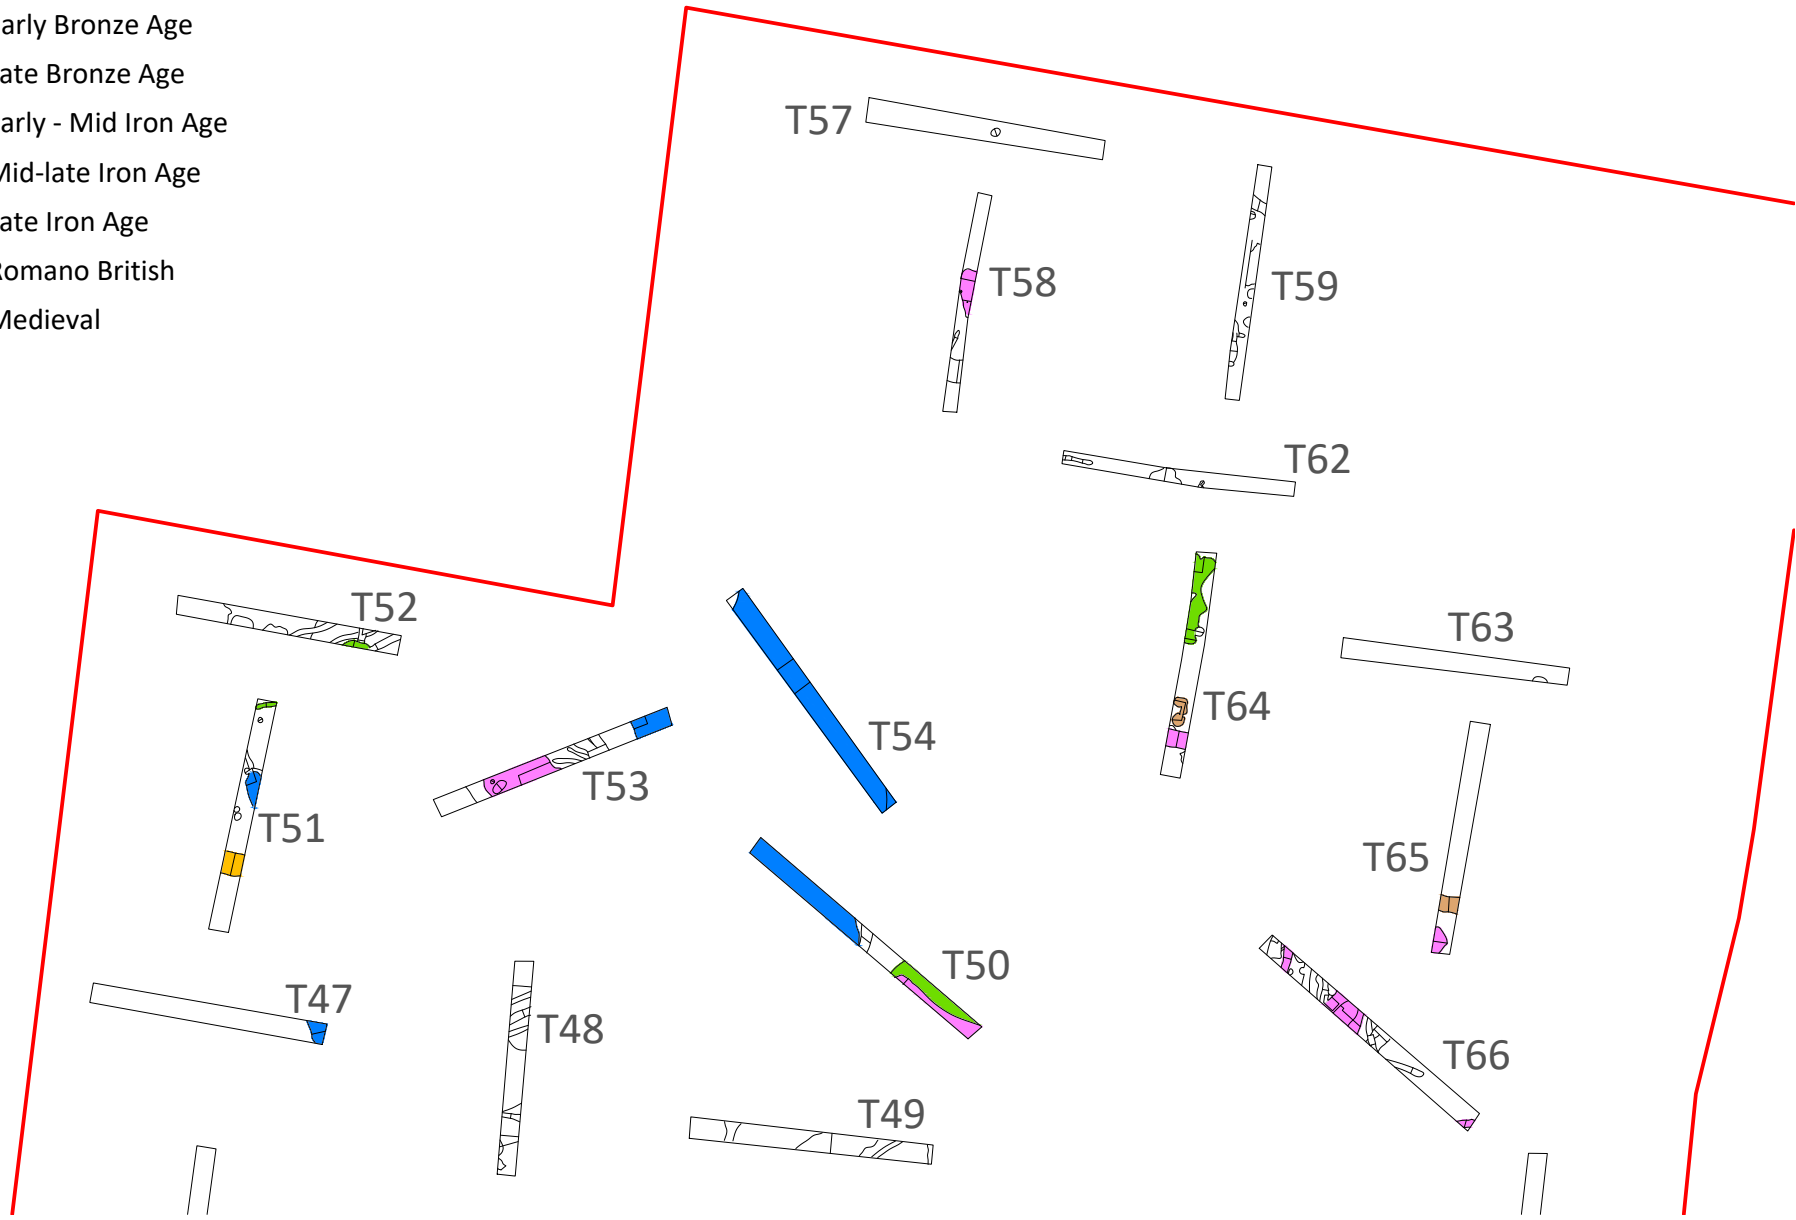 arly Bronze Age
ate Bronze Age
arly - Mid Iron Age
Mid-late Iron Age
ate Iron Age
Romano British
Medieval
T57
T58
T59
T62
T52
T54
T64
T63
T53
T51
T65
T50
T47
T48
T66
T49